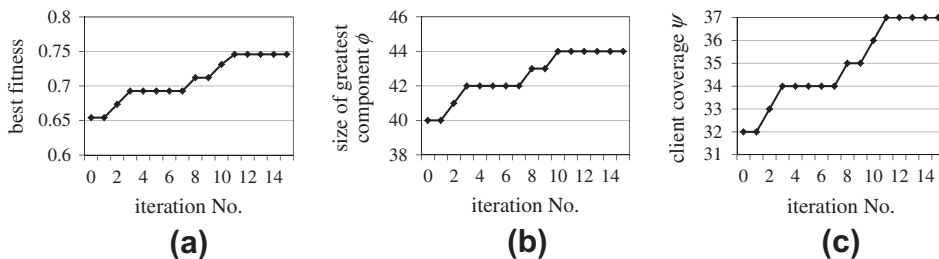 best fitness
0.8
0.75
0.7
0.65
0.6
0 2 4 6 8 10 12 14
iteration No.
(a)
size of greatest
component ϕ
46
44
42
40
38
0 2 4 6 8 10 12 14
iteration No.
(b)
client coverage ψ
37
36
35
34
33
32
31
0 2 4 6 8 10 12 14
iteration No.
(c)